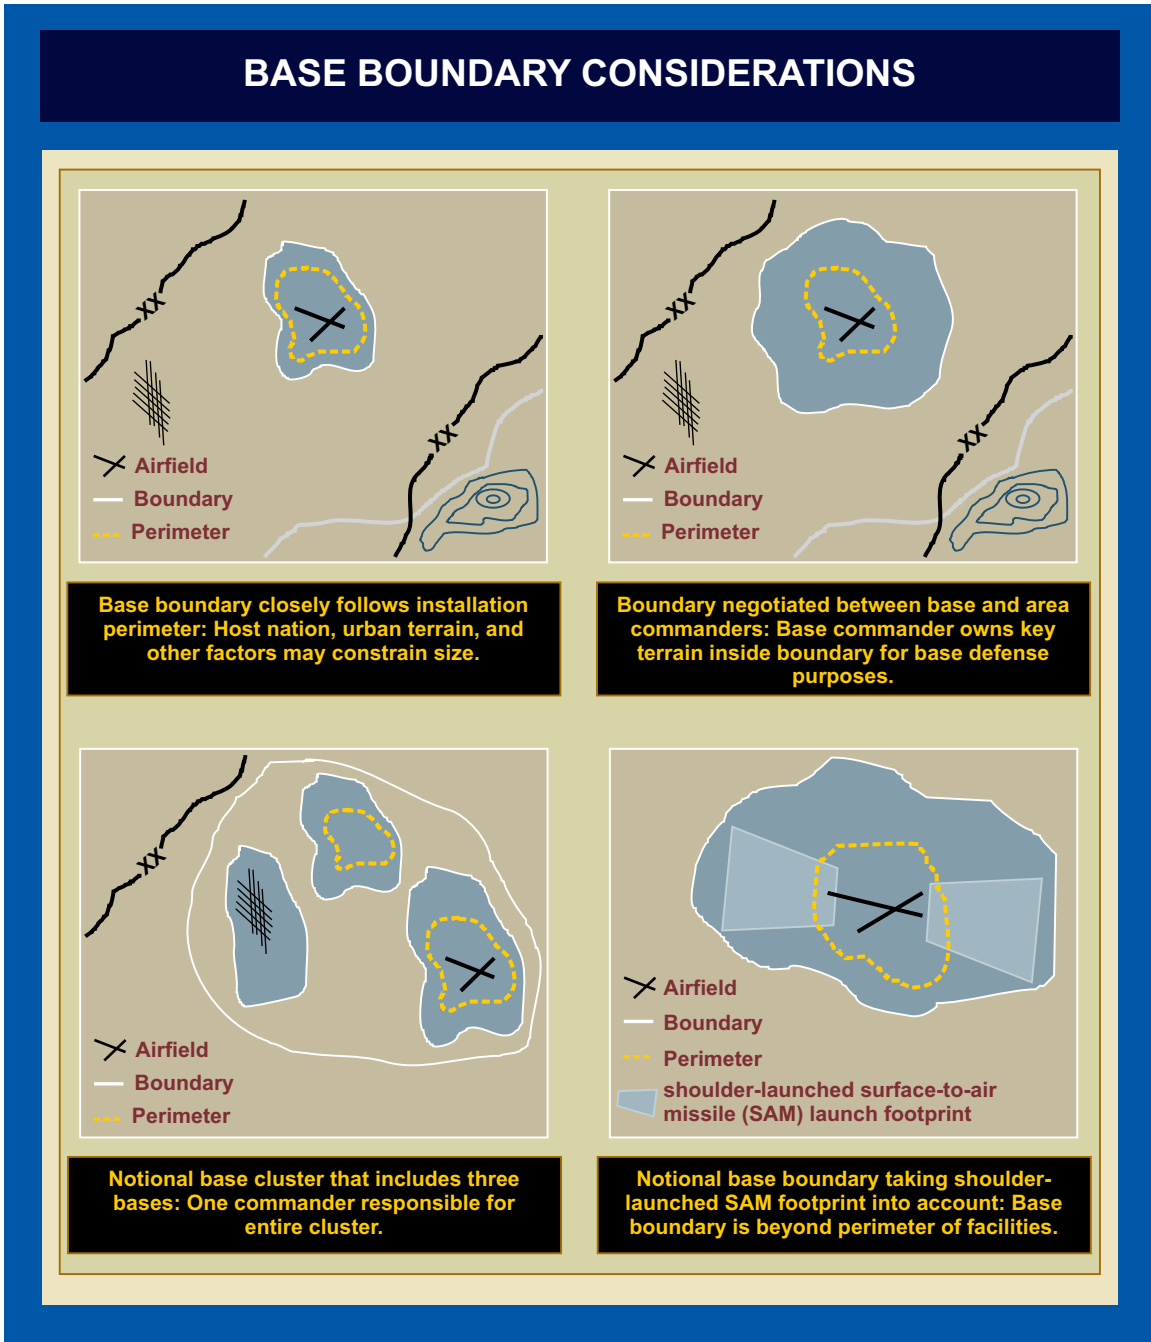 BASE BOUNDARY CONSIDERATIONS
XX
XX
Airfield
Boundary
Perimeter
Base boundary closely follows installation
perimeter: Host nation, urban terrain, and
other factors may constrain size.
XX
XX
Airfield
Boundary
Perimeter
Boundary negotiated between base and area
commanders: Base commander owns key
terrain inside boundary for base defense
purposes.
XX
Airfield
Boundary
Perimeter
Notional base cluster that includes three
bases: One commander responsible for
entire cluster.
Airfield
Boundary
Perimeter
shoulder-launched surface-to-air
missile (SAM) launch footprint
Notional base boundary taking shoulder-
launched SAM footprint into account: Base
boundary is beyond perimeter of facilities.